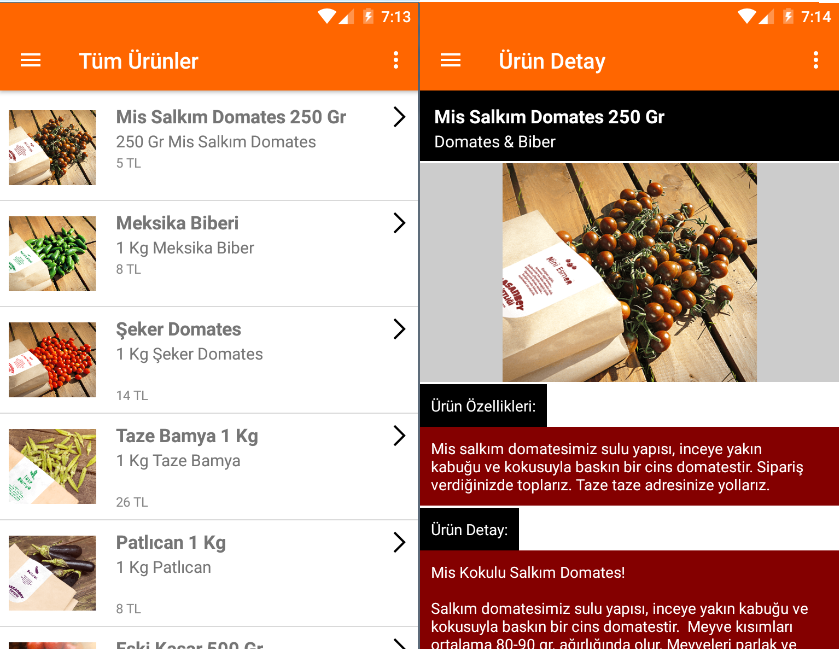 7:13
Tüm Ürünler
Mis Salkım Domates 250 Gr
250 Gr Mis Salkım Domates
5 TL
Meksika Biberi
1 Kg Meksika Biber
8 TL
Şeker Domates
1 Kg Şeker Domates
14 TL
Taze Bamya 1 Kg
1 Kg Taze Bamya
26 TL
Patlıcan 1 Kg
1 Kg Patlıcan
8 TL
Eski Kaşar 500 Gr
7:14
Ürün Detay
Mis Salkım Domates 250 Gr
Domates & Biber
Ürün Özellikleri:
Mis salkım domatesimiz sulu yapısı, inceye yakın
kabuğu ve kokusuyla baskın bir cins domatestir. Sipariş
verdiğinizde toplarız. Taze taze adresinize yollarız.
Ürün Detay:
Mis Kokulu Salkım Domates!
Salkım domatesimiz sulu yapısı, inceye yakın kabuğu ve
kokusuyla baskın bir cins domatestir.  Meyve kısımları
ortalama 80-90 gr. ağırlığında olur. Meyveleri parlak ve